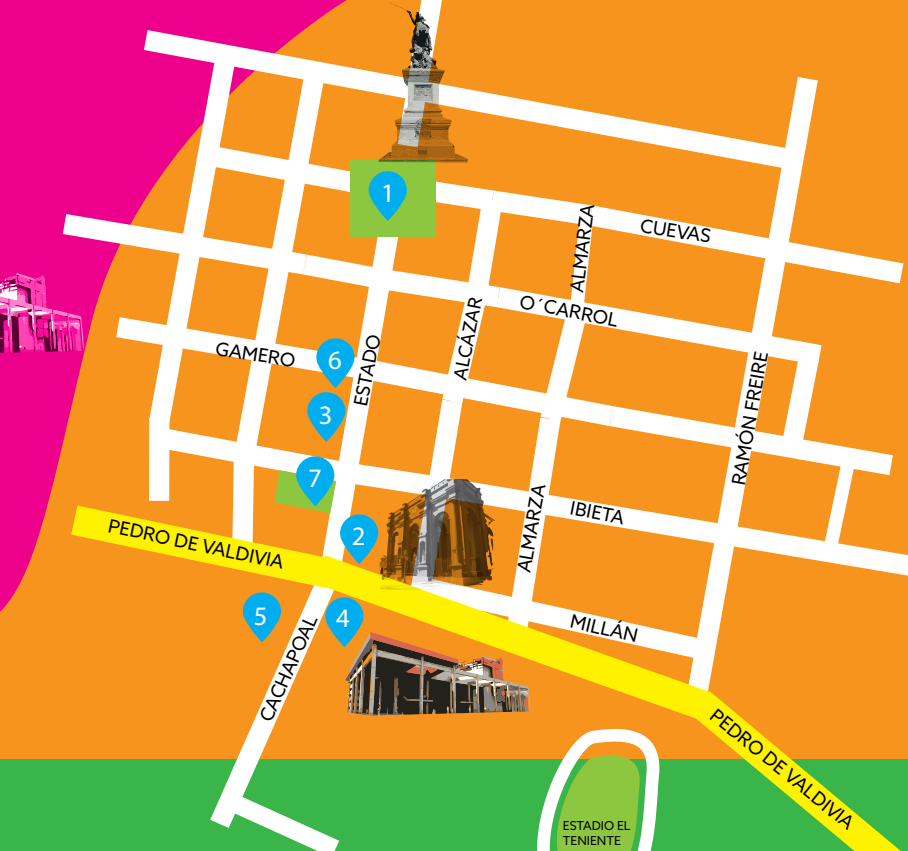 1
CUEVAS
ALMARZA
O´CARROL
ALCÁZAR
GAMERO
6
ESTADO
3
RAMÓN FREIRE
7
IBIETA
ALMARZA
2
PEDRO DE VALDIVIA
5
4
MILLÁN
CACHAPOAL
PEDRO DE VALDIVIA
ESTADIO EL
TENIENTE